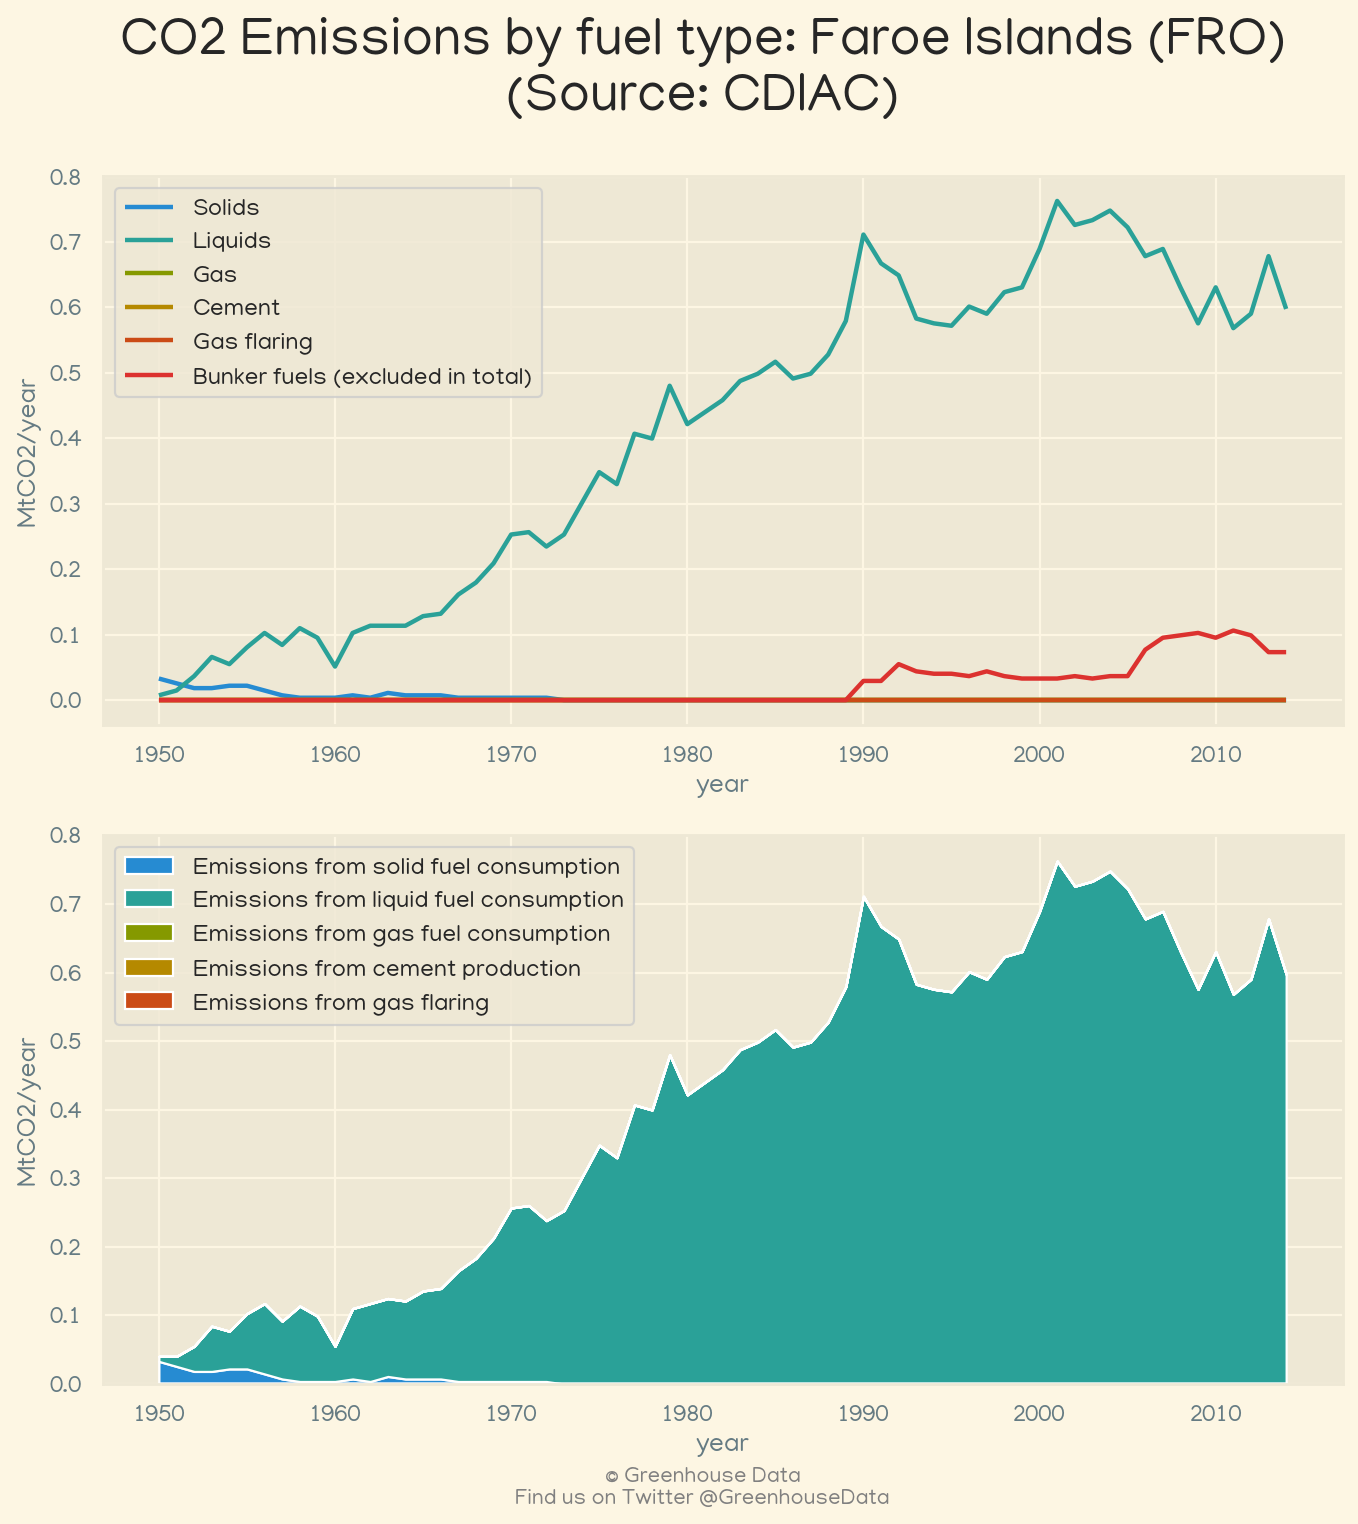 CO2 Emissions by fuel type: Faroe Islands (FRO)
(Source: CDIAC)
0.8
0.7
0.6
0.5
0.4
0.3
0.2
0.1
0.0
MtCO2/year
Solids
Liquids
Gas
Cement
Gas flaring
Bunker fuels (excluded in total)
1950 1960 1970 1980 1990 2000 2010
year
0.8
0.7
0.6
0.5
0.4
0.3
0.2
0.1
0.0
MtCO2/year
Emissions from solid fuel consumption
Emissions from liquid fuel consumption
Emissions from gas fuel consumption
Emissions from cement production
Emissions from gas flaring
1950 1960 1970 1980 1990 2000 2010
year
© Greenhouse Data
Find us on Twitter @GreenhouseData